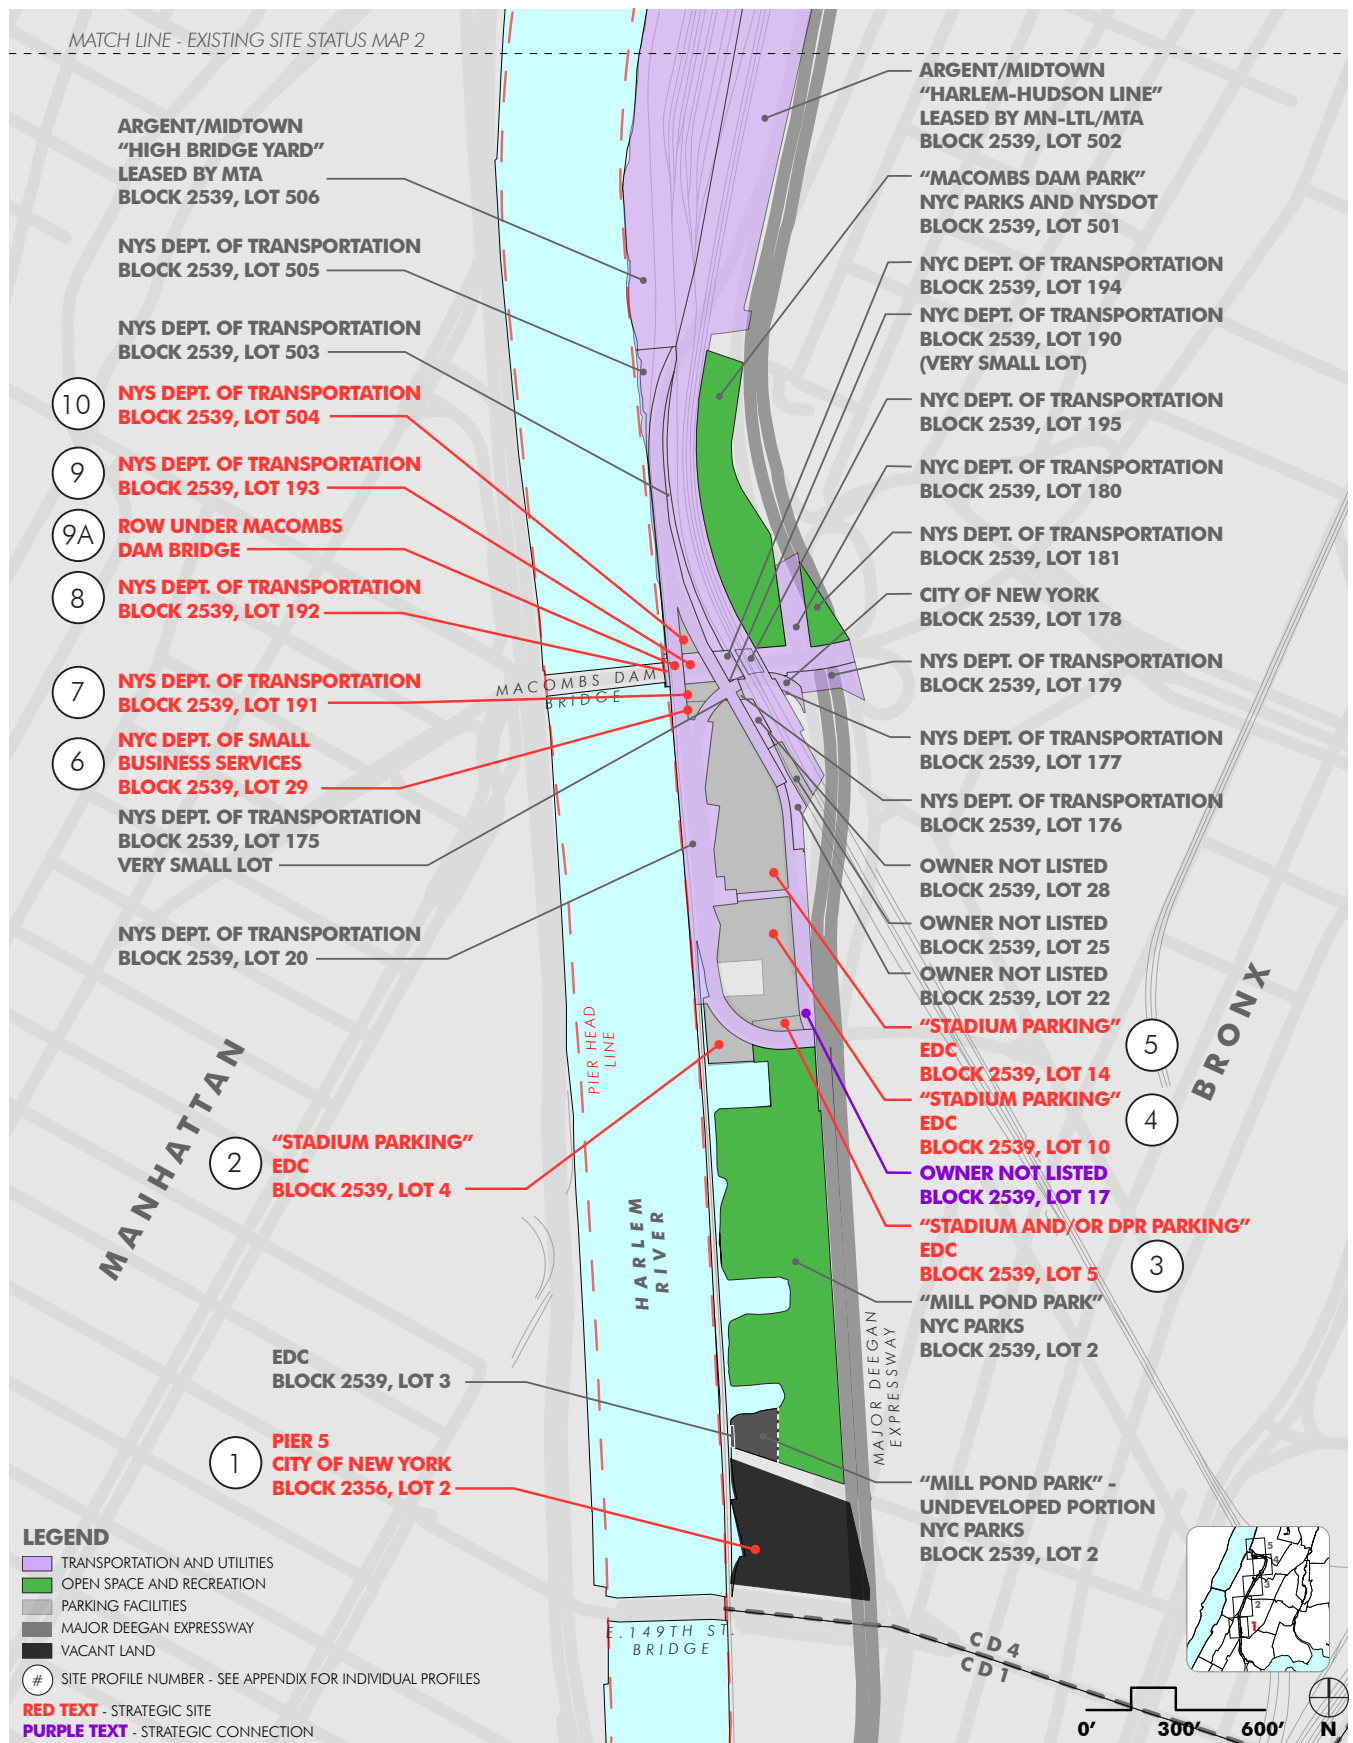 MATCH LINE - EXISTING SITE STATUS MAP 2
ARGENT/MIDTOWN
“HIGH BRIDGE YARD”
LEASED BY MTA
BLOCK 2539, LOT 506
NYS DEPT. OF TRANSPORTATION
BLOCK 2539, LOT 505
NYS DEPT. OF TRANSPORTATION
BLOCK 2539, LOT 503
10
NYS DEPT. OF TRANSPORTATION
BLOCK 2539, LOT 504
9
NYS DEPT. OF TRANSPORTATION
BLOCK 2539, LOT 193
9A
ROW UNDER MACOMBS
DAM BRIDGE
8
NYS DEPT. OF TRANSPORTATION
BLOCK 2539, LOT 192
7
NYS DEPT. OF TRANSPORTATION
BLOCK 2539, LOT 191
6
NYC DEPT. OF SMALL
BUSINESS SERVICES
BLOCK 2539, LOT 29
NYS DEPT. OF TRANSPORTATION
BLOCK 2539, LOT 175
VERY SMALL LOT
NYS DEPT. OF TRANSPORTATION
BLOCK 2539, LOT 20
MACOMBS DAM
BRIDGE
ARGENT/MIDTOWN
“HARLEM-HUDSON LINE”
LEASED BY MN-LTL/MTA
BLOCK 2539, LOT 502
“MACOMBS DAM PARK”
NYC PARKS AND NYSDOT
BLOCK 2539, LOT 501
NYC DEPT. OF TRANSPORTATION
BLOCK 2539, LOT 194
NYC DEPT. OF TRANSPORTATION
BLOCK 2539, LOT 190
(VERY SMALL LOT)
NYC DEPT. OF TRANSPORTATION
BLOCK 2539, LOT 195
NYC DEPT. OF TRANSPORTATION
BLOCK 2539, LOT 180
NYS DEPT. OF TRANSPORTATION
BLOCK 2539, LOT 181
CITY OF NEW YORK
BLOCK 2539, LOT 178
NYS DEPT. OF TRANSPORTATION
BLOCK 2539, LOT 179
NYS DEPT. OF TRANSPORTATION
BLOCK 2539, LOT 177
NYS DEPT. OF TRANSPORTATION
BLOCK 2539, LOT 176
OWNER NOT LISTED
BLOCK 2539, LOT 28
OWNER NOT LISTED
BLOCK 2539, LOT 25
OWNER NOT LISTED
BLOCK 2539, LOT 22
“STADIUM PARKING”
EDC
BLOCK 2539, LOT 14
5
“STADIUM PARKING”
EDC
BLOCK 2539, LOT 10
4
OWNER NOT LISTED
BLOCK 2539, LOT 17
“STADIUM AND/OR DPR PARKING”
EDC
BLOCK 2539, LOT 5
3
“MILL POND PARK”
NYC PARKS
BLOCK 2539, LOT 2
“MILL POND PARK” -
UNDEVELOPED PORTION
NYC PARKS
BLOCK 2539, LOT 2
MANHATTAN
BRONX
PIER HEAD
LINE
HARLEM
RIVER
MAJOR DEEGAN
EXPRESSWAY
2
“STADIUM PARKING”
EDC
BLOCK 2539, LOT 4
EDC
BLOCK 2539, LOT 3
1
PIER 5
CITY OF NEW YORK
BLOCK 2356, LOT 2
E.149TH ST.
BRIDGE
CD4
CD1
LEGEND
TRANSPORTATION AND UTILITIES
OPEN SPACE AND RECREATION
PARKING FACILITIES
MAJOR DEEGAN EXPRESSWAY
VACANT LAND
# SITE PROFILE NUMBER - SEE APPENDIX FOR INDIVIDUAL PROFILES
RED TEXT - STRATEGIC SITE
PURPLE TEXT - STRATEGIC CONNECTION
5
4
3
2
1
0’ 300’ 600’ N